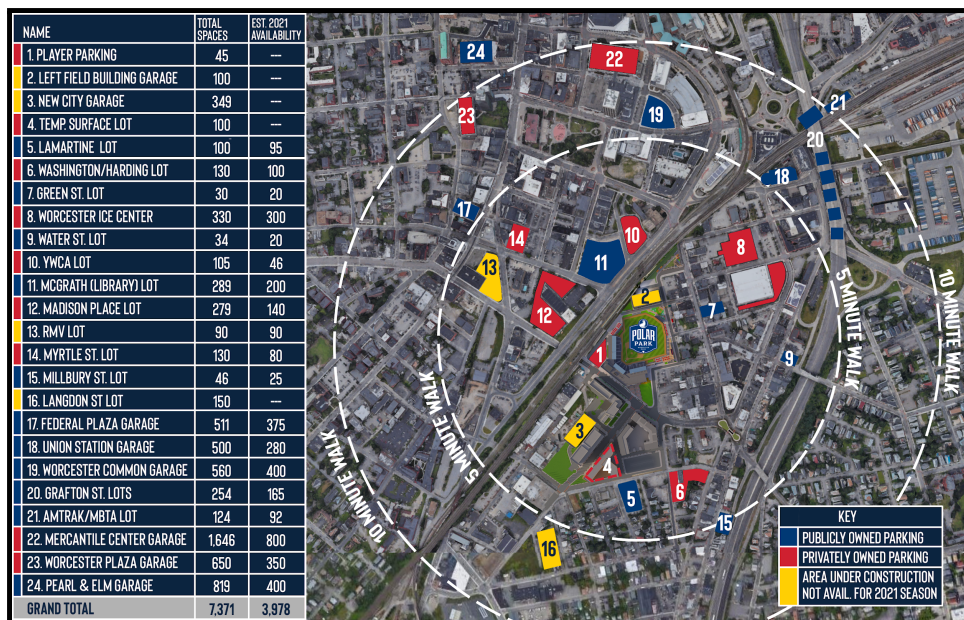 NAME TOTAL SPACES EST. 2021 AVAILABILITY
1. PLAYER PARKING 45 ---
2. LEFT FIELD BUILDING GARAGE 100 ---
3. NEW CITY GARAGE 349 ---
4. TEMP. SURFACE LOT 100 ---
5. LAMARTINE LOT 100 95
6. WASHINGTON/HARDING LOT 130 100
7. GREEN ST. LOT 30 20
8. WORCESTER ICE CENTER 330 300
9. WATER ST. LOT 34 20
10. YWCA LOT 105 46
11. MCGRATH (LIBRARY) LOT 289 200
12. MADISON PLACE LOT 279 140
13. RMV LOT 90 90
14. MYRTLE ST. LOT 130 80
15. MILLBURY ST. LOT 46 25
16. LANGDON ST LOT 150 ---
17. FEDERAL PLAZA GARAGE 511 375
18. UNION STATION GARAGE 500 280
19. WORCESTER COMMON GARAGE 560 400
20. GRAFTON ST. LOTS 254 165
21. AMTRAK/MBTA LOT 124 92
22. MERCANTILE CENTER GARAGE 1,646 800
23. WORCESTER PLAZA GARAGE 650 350
24. PEARL & ELM GARAGE 819 400
GRAND TOTAL 7,371 3,978
24
22
21
23
19
20
18
17
14
10
8
13
11
2
7
12
POLAR
PARK
1
9
3
4
5
6
15
16
5 MINUTE WALK
10 MINUTE WALK
5 MINUTE WALK
10 MINUTE WALK
KEY
PUBLICLY OWNED PARKING
PRIVATELY OWNED PARKING
AREA UNDER CONSTRUCTION
NOT AVAIL. FOR 2021 SEASON